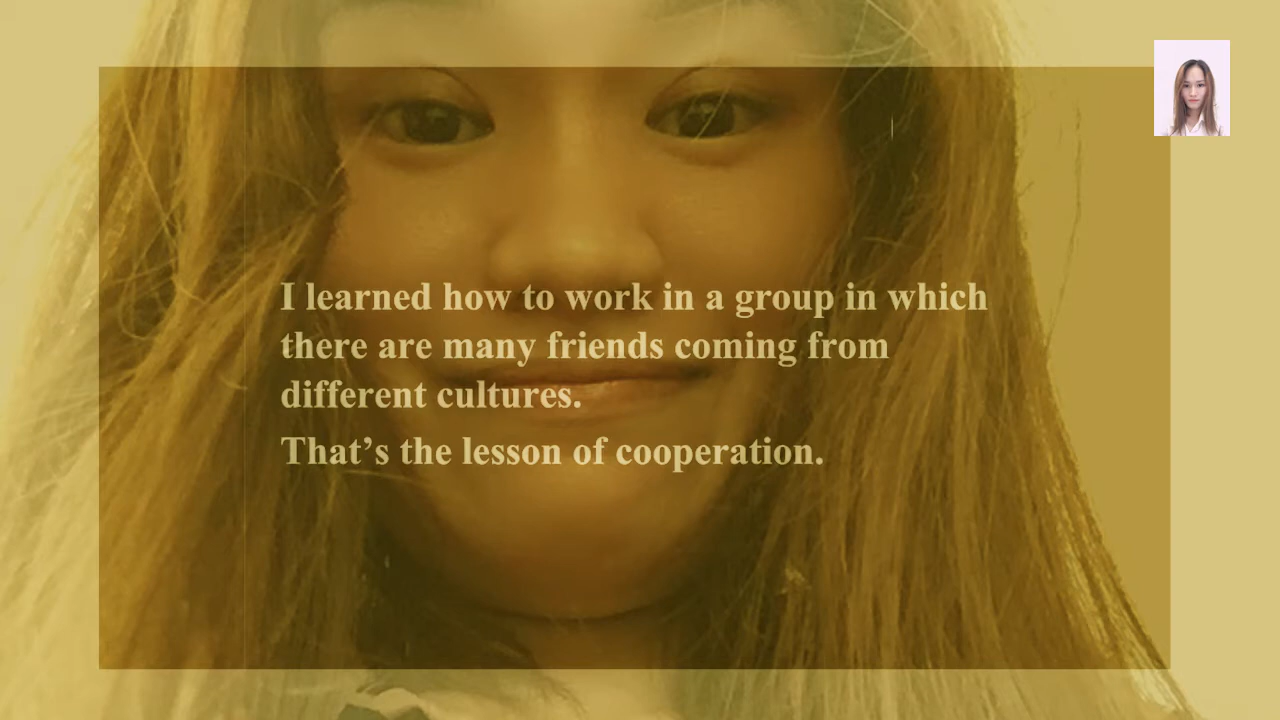 I learned how to work in a group in which
there are many friends coming from
different cultures.
That’s the lesson of cooperation.